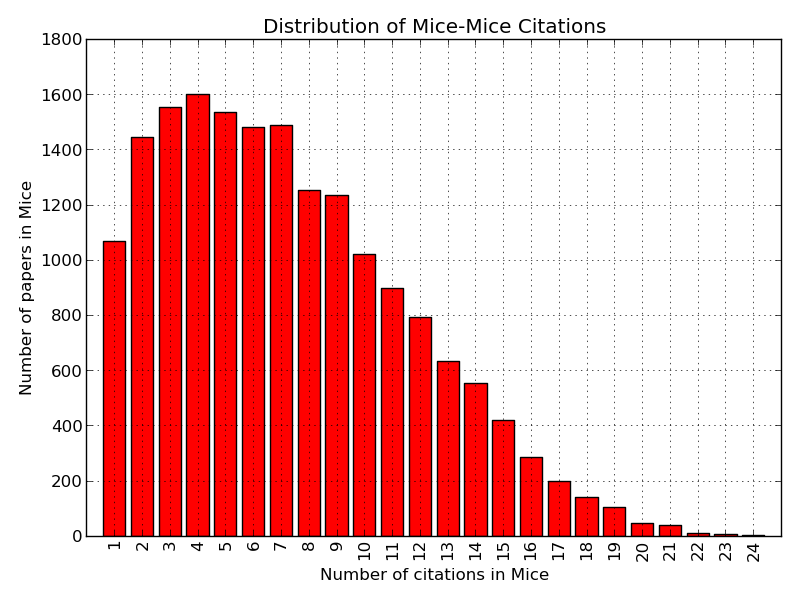 Distribution of Mice-Mice Citations
1800
1600
1400
1200
1000
800
600
400
200
0
Number of papers in Mice
1 2 3 4 5 6 7 8 9 10 11 12 13 14 15 16 17 18 19 20 21 22 23 24
Number of citations in Mice